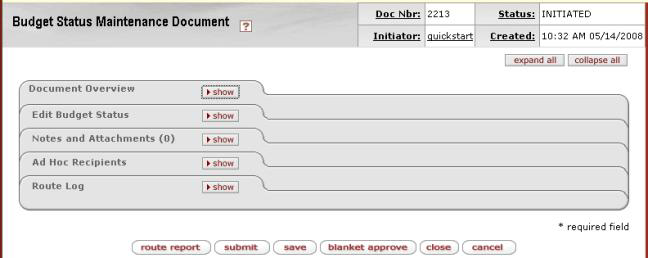 Budget Status Maintenance Document ?
Doc Nbr: 2213 Status: INITIATED
Initiator: quickstart Created: 10:32 AM 05/14/2008
expand all collapse all
Document Overview show
Edit Budget Status show
Notes and Attachments (0) show
Ad Hoc Recipients show
Route Log show
* required field
route report submit save blanket approve close cancel